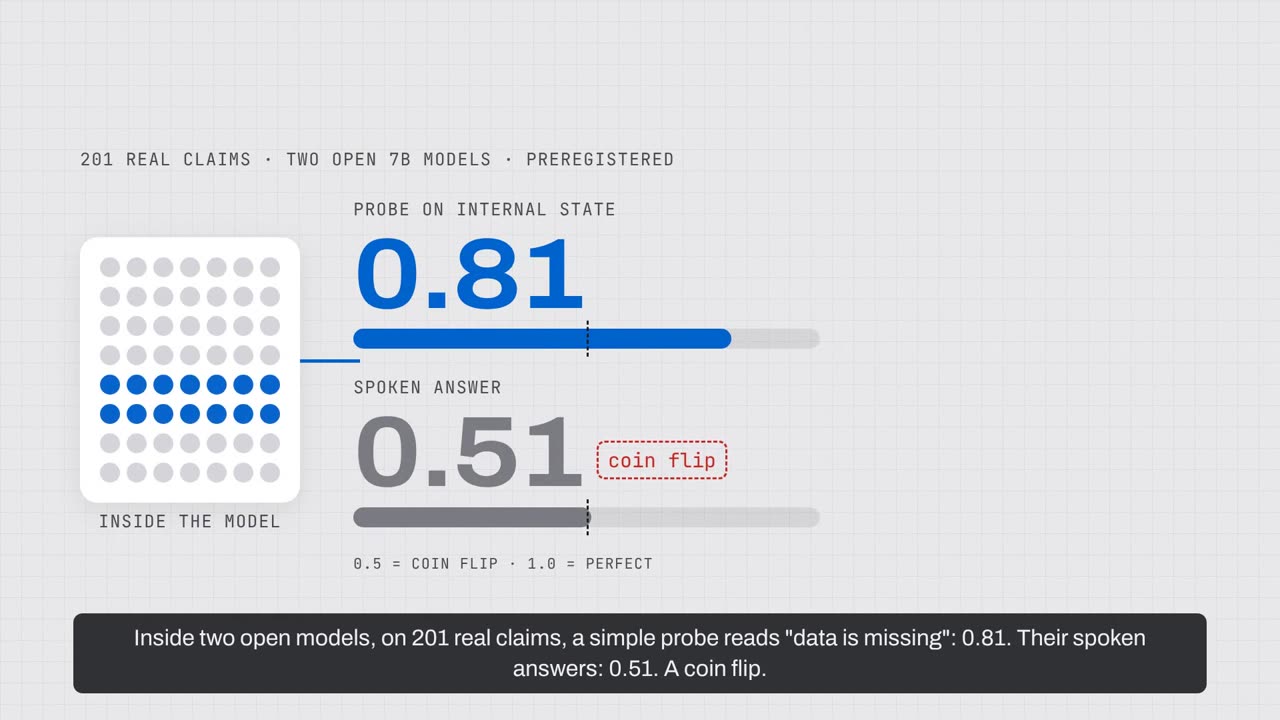 201 REAL CLAIMS · TWO OPEN 7B MODELS · PREREGISTERED
PROBE ON INTERNAL STATE
0.81
SPOKEN ANSWER
0.51
coin flip
INSIDE THE MODEL
0.5 = COIN FLIP · 1.0 = PERFECT
Inside two open models, on 201 real claims, a simple probe reads "data is missing": 0.81. Their spoken
answers: 0.51. A coin flip.